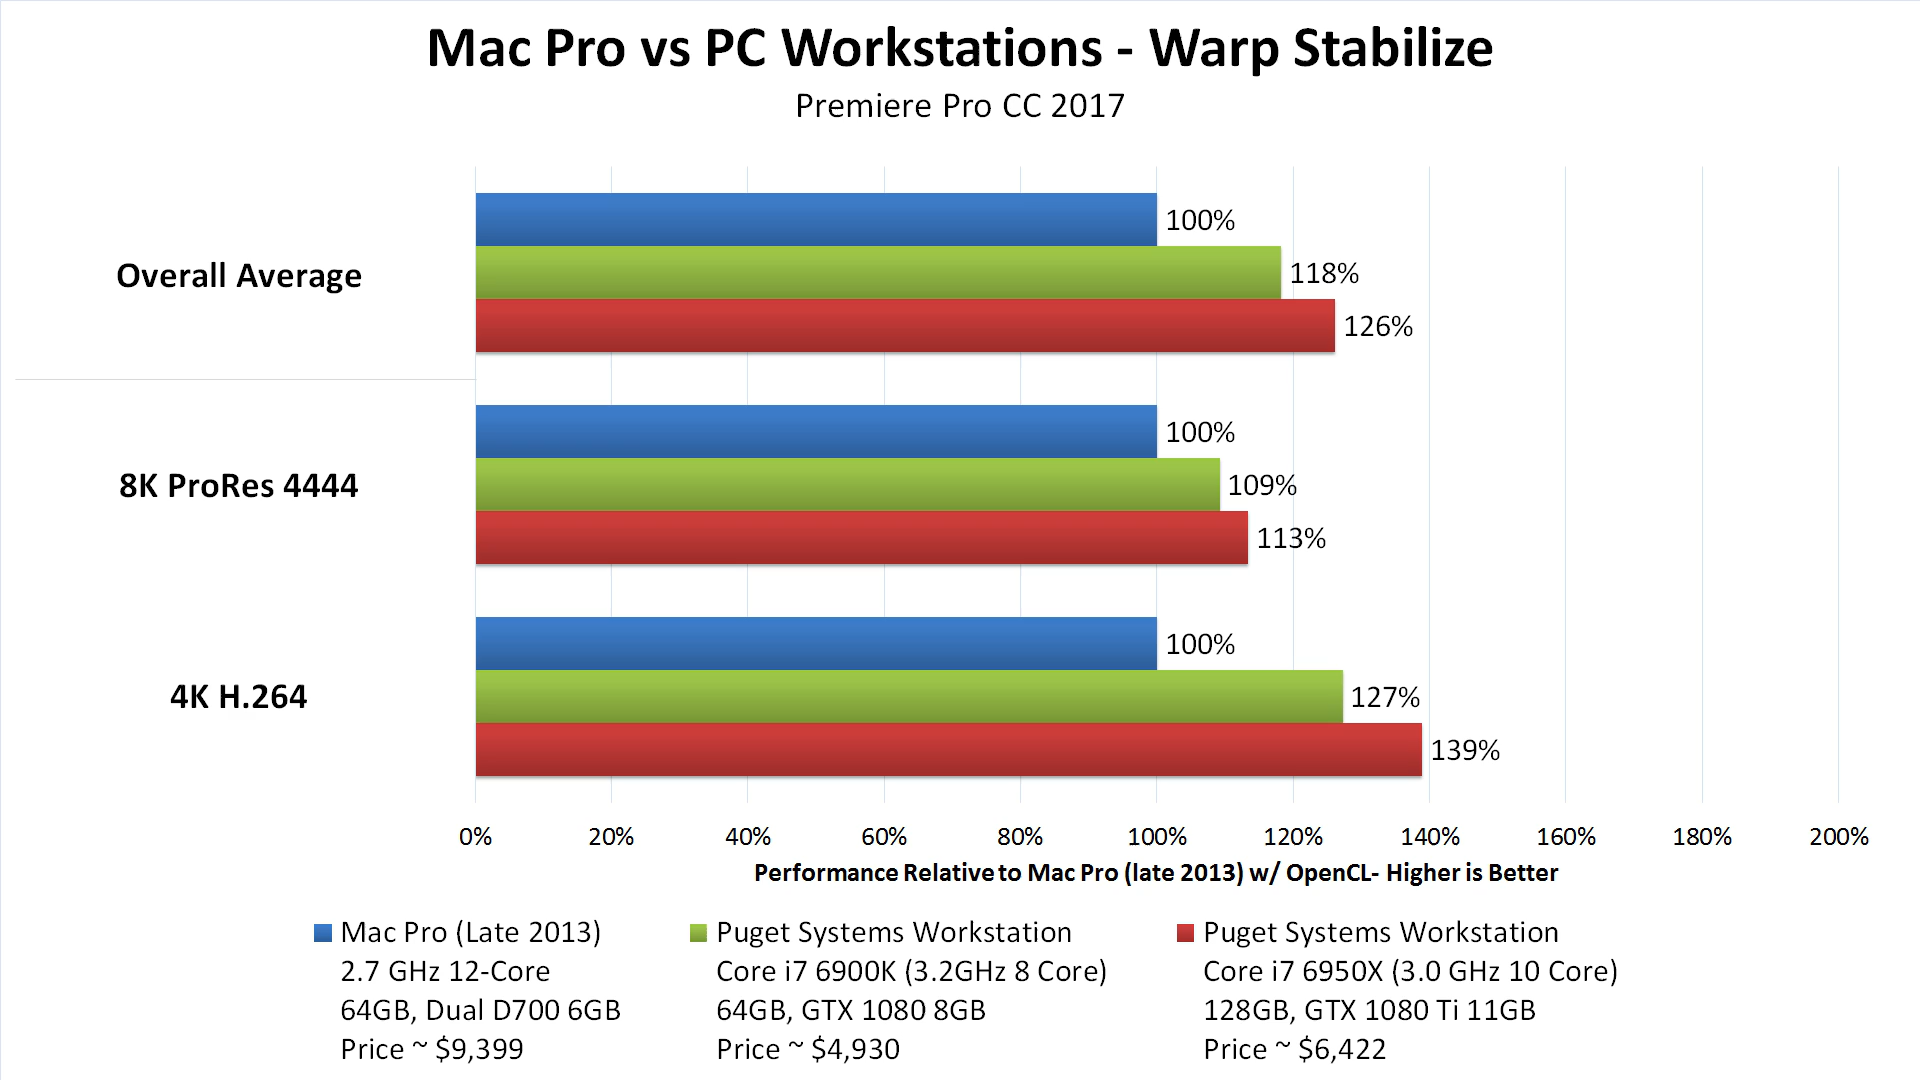 Mac Pro vs PC Workstations - Warp Stabilize
Premiere Pro CC 2017
Overall Average
100%
118%
126%
8K ProRes 4444
100%
109%
113%
4K H.264
100%
127%
139%
0% 20% 40% 60% 80% 100% 120% 140% 160% 180% 200%
Performance Relative to Mac Pro (late 2013) w/ OpenCL- Higher is Better
Mac Pro (Late 2013)
2.7 GHz 12-Core
64GB, Dual D700 6GB
Price ~ $9,399
Puget Systems Workstation
Core i7 6900K (3.2GHz 8 Core)
64GB, GTX 1080 8GB
Price ~ $4,930
Puget Systems Workstation
Core i7 6950X (3.0 GHz 10 Core)
128GB, GTX 1080 Ti 11GB
Price ~ $6,422